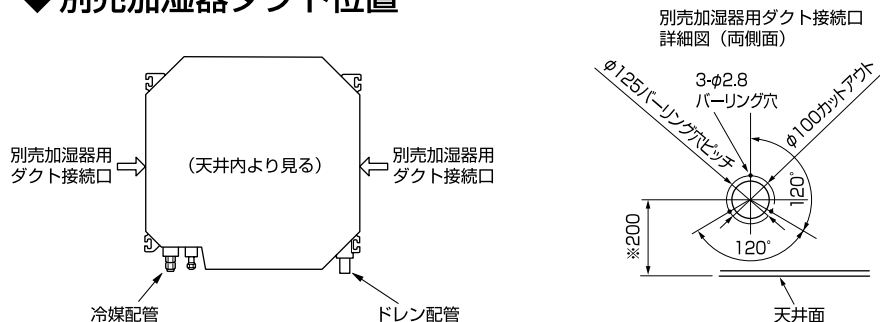 ◆別売加湿器ダクト位置
別売加湿器用
ダクト接続口
(天井内より見る)
別売加湿器用
ダクト接続口
冷媒配管
ドレン配管
別売加湿器用ダクト接続口
詳細図(両側面)
φ125バーリング穴ピッチ
3-φ2.8
バーリング穴
φ100カットアウト
120°
120°
※200
天井面